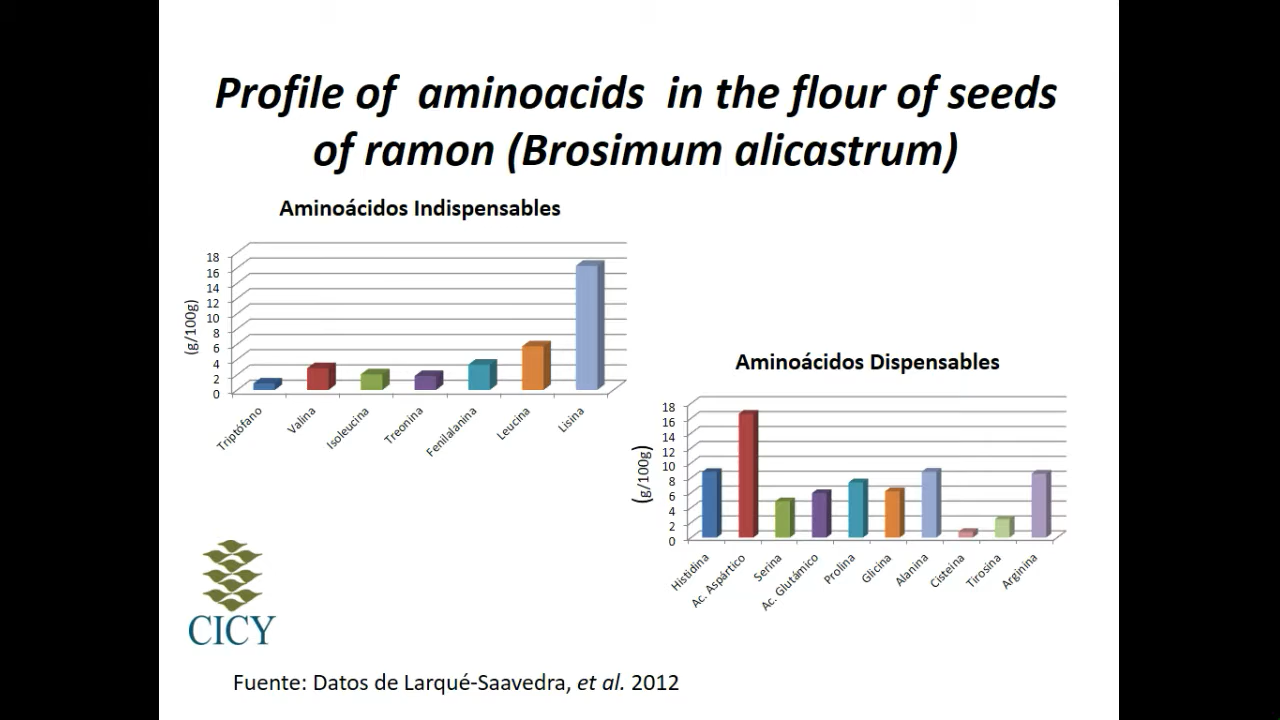 Profile of aminoacids in the flour of seeds
of ramon (Brosimum alicastrum)
Aminoácidos Indispensables
18
16
14
12
10
8
6
4
2
0
(g/100g)
Triptófano
Valina
Isoleucina
Treonina
Fenilalanina
Leucina
Lisina
Aminoácidos Dispensables
18
16
14
12
10
8
6
4
2
0
(g/100g)
Histidina
Ac. Aspártico
Serina
Ac. Glutámico
Prolina
Glicina
Alanina
Cisteina
Tirosina
Arginina
CICY
Fuente: Datos de Larqué-Saavedra, et al. 2012